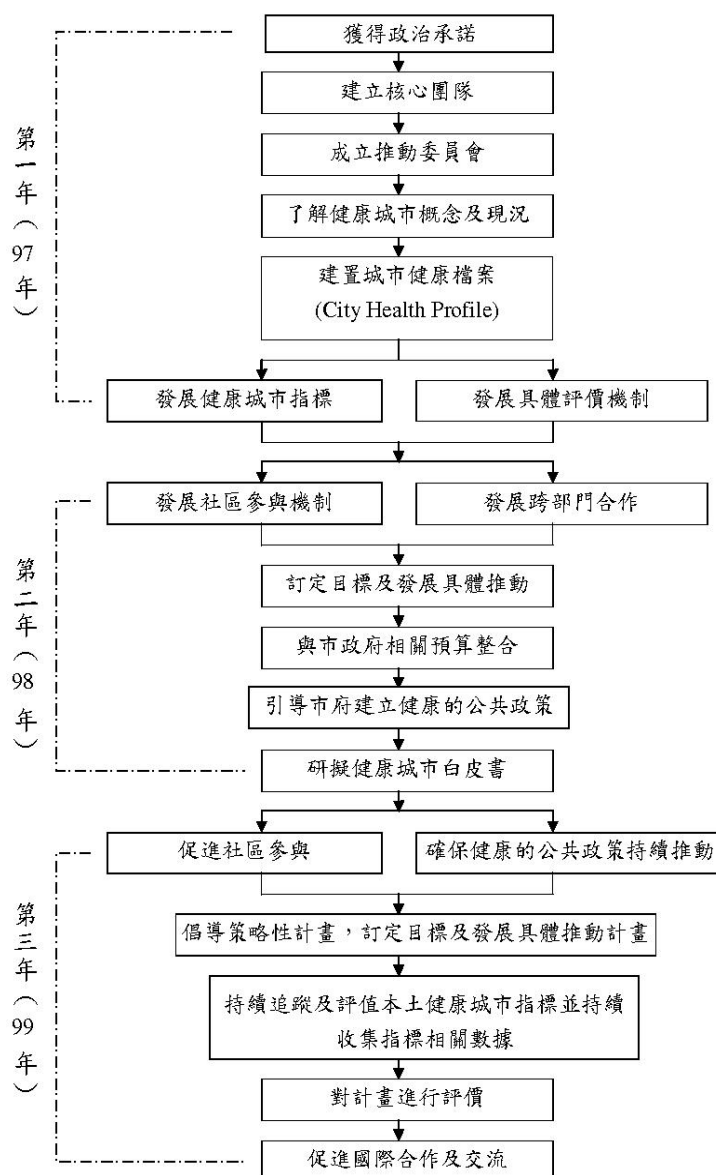 獲得政治承諾
建立核心團隊
成立推動委員會
了解健康城市概念及現況
建置城市健康檔案
(City Health Profile)
發展健康城市指標
發展具體評價機制
第一年（97年）
發展社區參與機制
發展跨部門合作
訂定目標及發展具體推動
與市政府相關預算整合
引導市府建立健康的公共政策
研擬健康城市白皮書
第二年（98年）
促進社區參與
確保健康的公共政策持續推動
倡導策略性計畫，訂定目標及發展具體推動計畫
持續追蹤及評值本土健康城市指標並持續
收集指標相關數據
對計畫進行評價
促進國際合作及交流
第三年（99年）